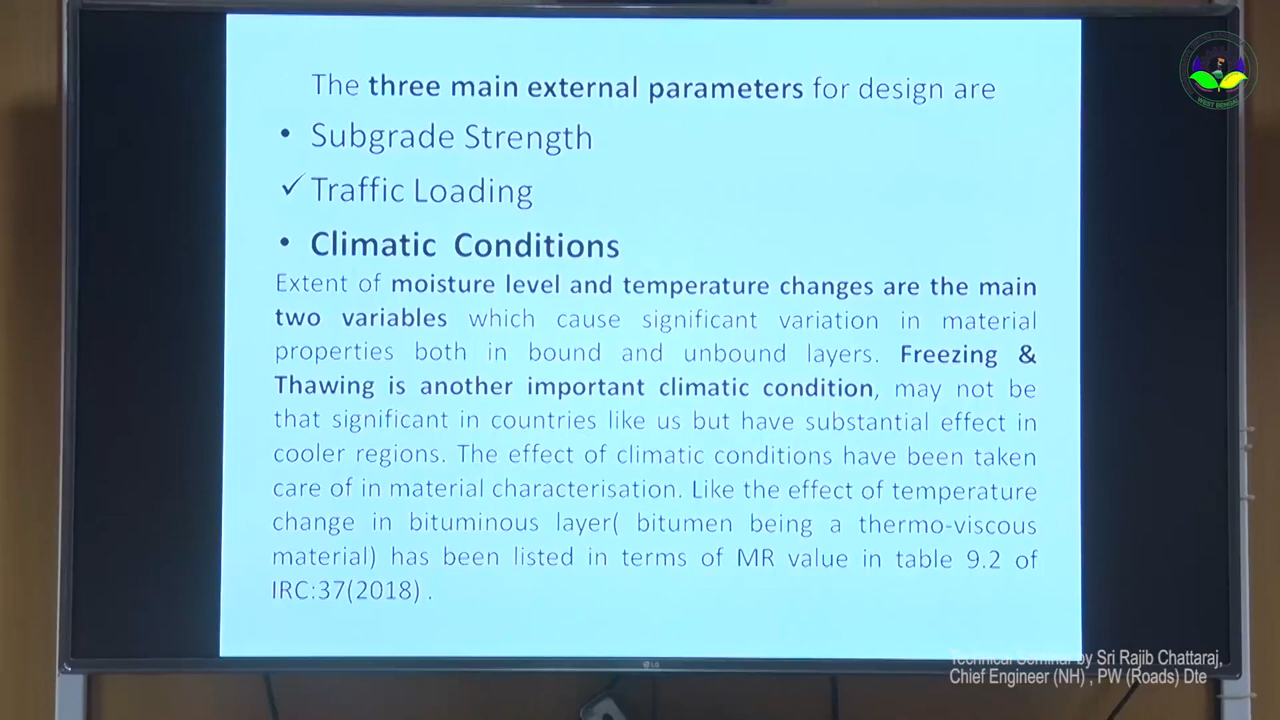 The three main external parameters for design are
• Subgrade Strength
✓ Traffic Loading
• Climatic Conditions
Extent of moisture level and temperature changes are the main
two variables which cause significant variation in material
properties both in bound and unbound layers. Freezing &
Thawing is another important climatic condition, may not be
that significant in countries like us but have substantial effect in
cooler regions. The effect of climatic conditions have been taken
care of in material characterisation. Like the effect of temperature
change in bituminous layer( bitumen being a thermo-viscous
material) has been listed in terms of MR value in table 9.2 of
IRC:37(2018) .
WEST BENGAL
LG
Technical Seminar by Sri Rajib Chattaraj,
Chief Engineer (NH) , PW (Roads) Dte